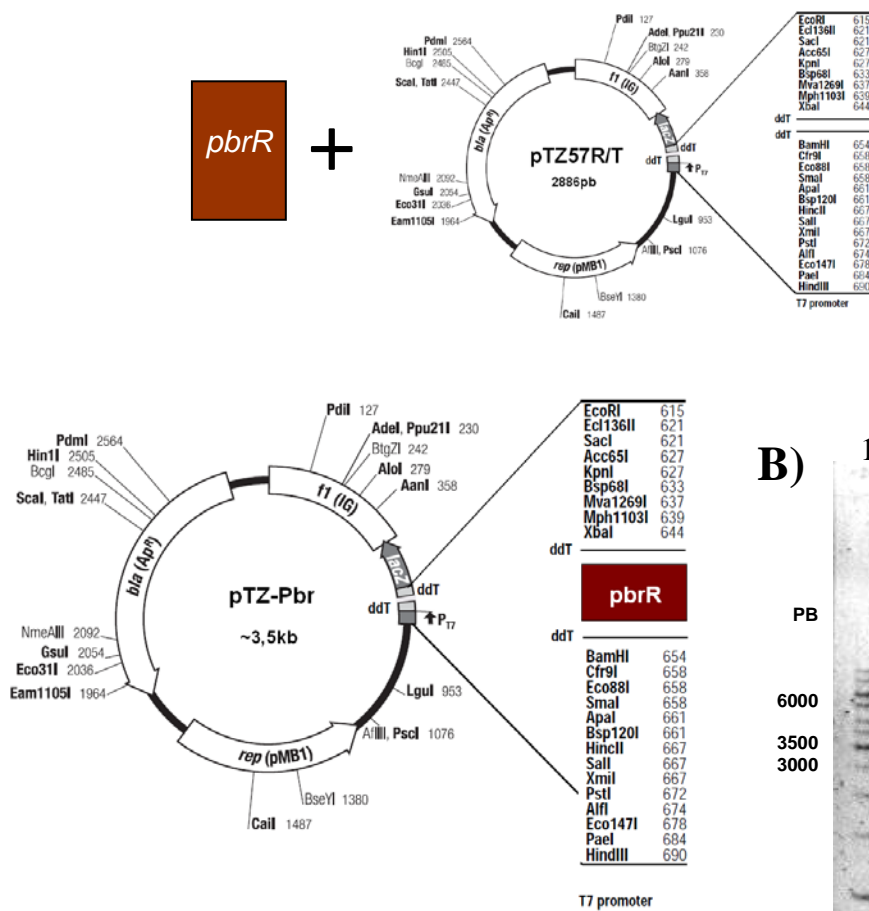 pbrR
+
PdiI 127
PdmI 2564
Hin1I 2505
BcgI 2485
ScaI, TatI 2447
AdeI, Ppu21I 230
BtgZI 242
AloI 279
AanI 358
f1 (IG)
bla (ApR)
lacZ
ddT
ddT
PT7
pTZ57R/T
2886pb
NmeAIII 2092
GsuI 2054
Eco31I 2036
Eam1105I 1964
LguI 953
AflIII, PscI 1076
rep (pMB1)
BseYI 1380
CaiI 1487
EcoRI 615
Ecl136II 621
SacI 621
Acc65I 627
KpnI 627
Bsp68I 633
Mva1269I 637
Mph1103I 639
XbaI 644
ddT
ddT
BamHI 654
Cfr9I 658
Eco88I 658
SmaI 658
ApaI 661
Bsp120I 661
HincII 667
SalI 667
XmiI 667
PstI 672
AlfI 674
Eco147I 678
PaeI 684
HindIII 690
T7 promoter
PdiI 127
PdmI 2564
Hin1I 2505
BcgI 2485
ScaI, TatI 2447
AdeI, Ppu21I 230
BtgZI 242
AloI 279
AanI 358
f1 (IG)
bla (ApR)
lacZ
ddT
ddT
PT7
pTZ-Pbr
~3,5kb
NmeAIII 2092
GsuI 2054
Eco31I 2036
Eam1105I 1964
LguI 953
AflIII, PscI 1076
rep (pMB1)
BseYI 1380
CaiI 1487
EcoRI 615
Ecl136II 621
SacI 621
Acc65I 627
KpnI 627
Bsp68I 633
Mva1269I 637
Mph1103I 639
XbaI 644
ddT
pbrR
ddT
BamHI 654
Cfr9I 658
Eco88I 658
SmaI 658
ApaI 661
Bsp120I 661
HincII 667
SalI 667
XmiI 667
PstI 672
AlfI 674
Eco147I 678
PaeI 684
HindIII 690
T7 promoter
B)
1
PB
6000
3500
3000